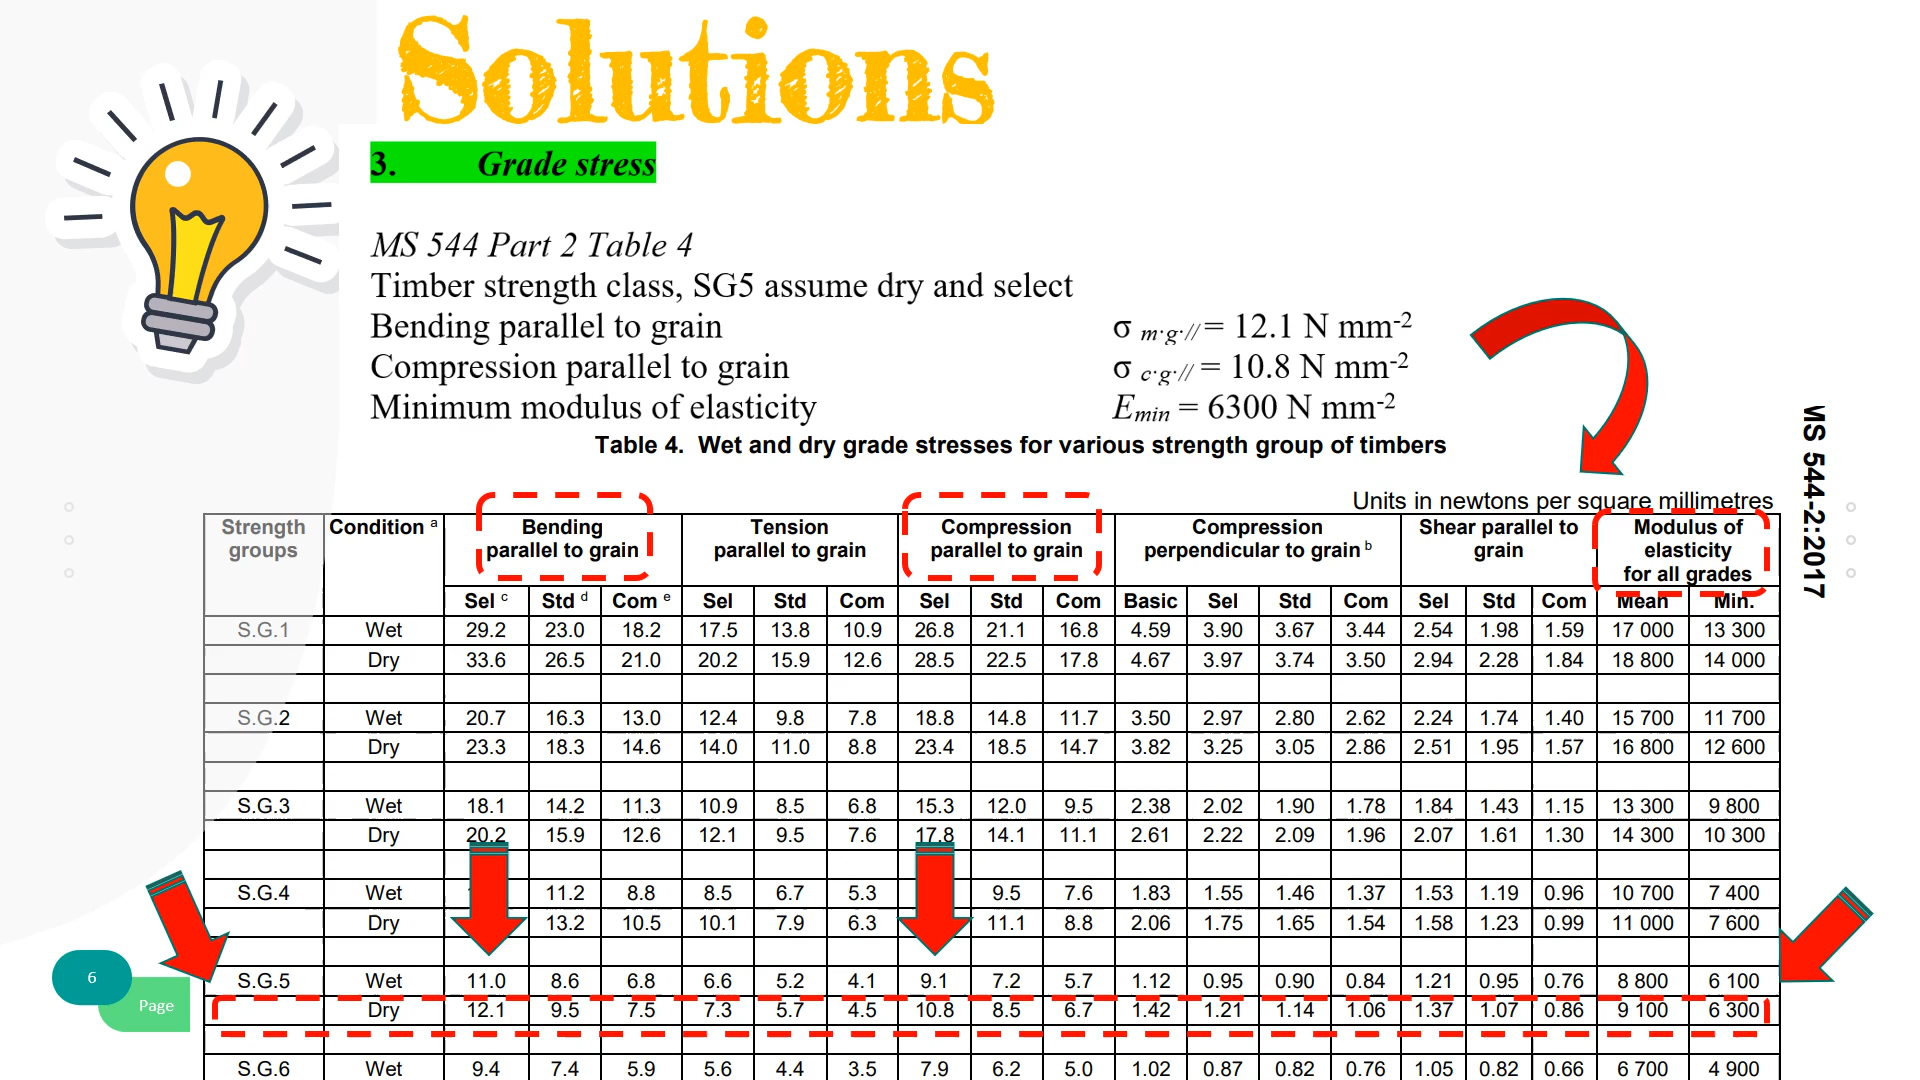 Solutions
3. Grade stress
MS 544 Part 2 Table 4
Timber strength class, SG5 assume dry and select
Bending parallel to grain σ m·g·// = 12.1 N mm-2
Compression parallel to grain σ c·g·// = 10.8 N mm-2
Minimum modulus of elasticity Emin = 6300 N mm-2
Table 4. Wet and dry grade stresses for various strength group of timbers
MS 544-2:2017
Units in newtons per square millimetres
Strength groups Condition a Bending parallel to grain Tension parallel to grain Compression parallel to grain Compression perpendicular to grain b Shear parallel to grain Modulus of elasticity for all grades
Sel c Std d Com e Sel Std Com Sel Std Com Basic Sel Std Com Sel Std Com Mean Min.
S.G.1 Wet 29.2 23.0 18.2 17.5 13.8 10.9 26.8 21.1 16.8 4.59 3.90 3.67 3.44 2.54 1.98 1.59 17 000 13 300
Dry 33.6 26.5 21.0 20.2 15.9 12.6 28.5 22.5 17.8 4.67 3.97 3.74 3.50 2.94 2.28 1.84 18 800 14 000
S.G.2 Wet 20.7 16.3 13.0 12.4 9.8 7.8 18.8 14.8 11.7 3.50 2.97 2.80 2.62 2.24 1.74 1.40 15 700 11 700
Dry 23.3 18.3 14.6 14.0 11.0 8.8 23.4 18.5 14.7 3.82 3.25 3.05 2.86 2.51 1.95 1.57 16 800 12 600
S.G.3 Wet 18.1 14.2 11.3 10.9 8.5 6.8 15.3 12.0 9.5 2.38 2.02 1.90 1.78 1.84 1.43 1.15 13 300 9 800
Dry 20.2 15.9 12.6 12.1 9.5 7.6 17.8 14.1 11.1 2.61 2.22 2.09 1.96 2.07 1.61 1.30 14 300 10 300
S.G.4 Wet 11.2 8.8 8.5 6.7 5.3 9.5 7.6 1.83 1.55 1.46 1.37 1.53 1.19 0.96 10 700 7 400
Dry 13.2 10.5 10.1 7.9 6.3 11.1 8.8 2.06 1.75 1.65 1.54 1.58 1.23 0.99 11 000 7 600
S.G.5 Wet 11.0 8.6 6.8 6.6 5.2 4.1 9.1 7.2 5.7 1.12 0.95 0.90 0.84 1.21 0.95 0.76 8 800 6 100
Dry 12.1 9.5 7.5 7.3 5.7 4.5 10.8 8.5 6.7 1.42 1.21 1.14 1.06 1.37 1.07 0.86 9 100 6 300
S.G.6 Wet 9.4 7.4 5.9 5.6 4.4 3.5 7.9 6.2 5.0 1.02 0.87 0.82 0.76 1.05 0.82 0.66 6 700 4 900
6
Page